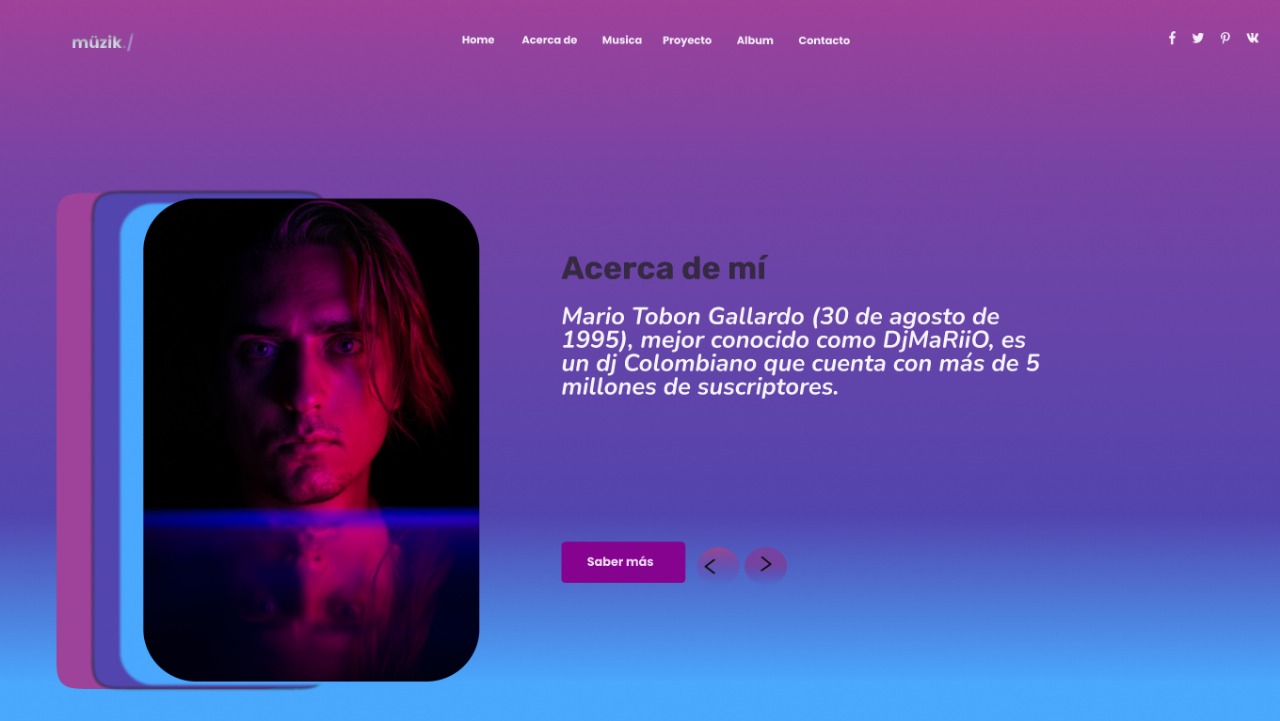 müzik./
Home Acerca de Musica Proyecto Album Contacto
Acerca de mí
Mario Tobon Gallardo (30 de agosto de
1995), mejor conocido como DjMaRiiO, es
un dj Colombiano que cuenta con más de 5
millones de suscriptores.
Saber más